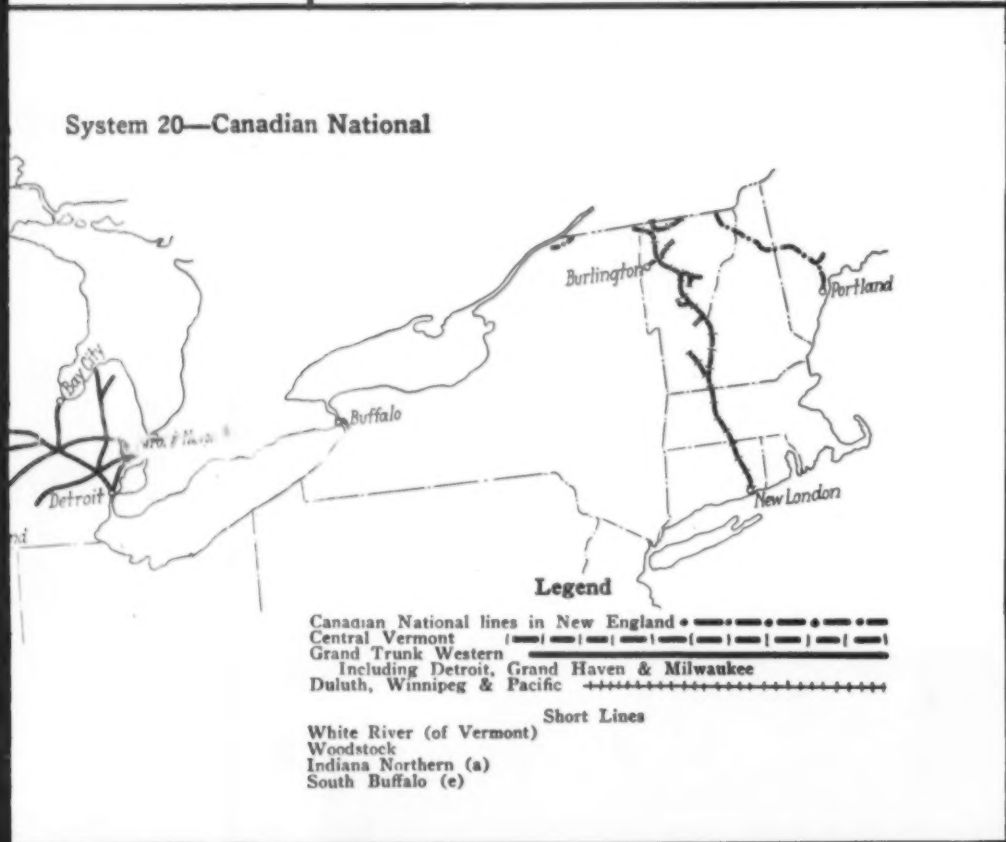 System 20—Canadian National
Burlington
Portland
Bay City
Buffalo
Detroit
New London
nd
Legend
Canadian National lines in New England
Central Vermont
Grand Trunk Western
Including Detroit, Grand Haven & Milwaukee
Duluth, Winnipeg & Pacific
Short Lines
White River (of Vermont)
Woodstock
Indiana Northern (a)
South Buffalo (e)